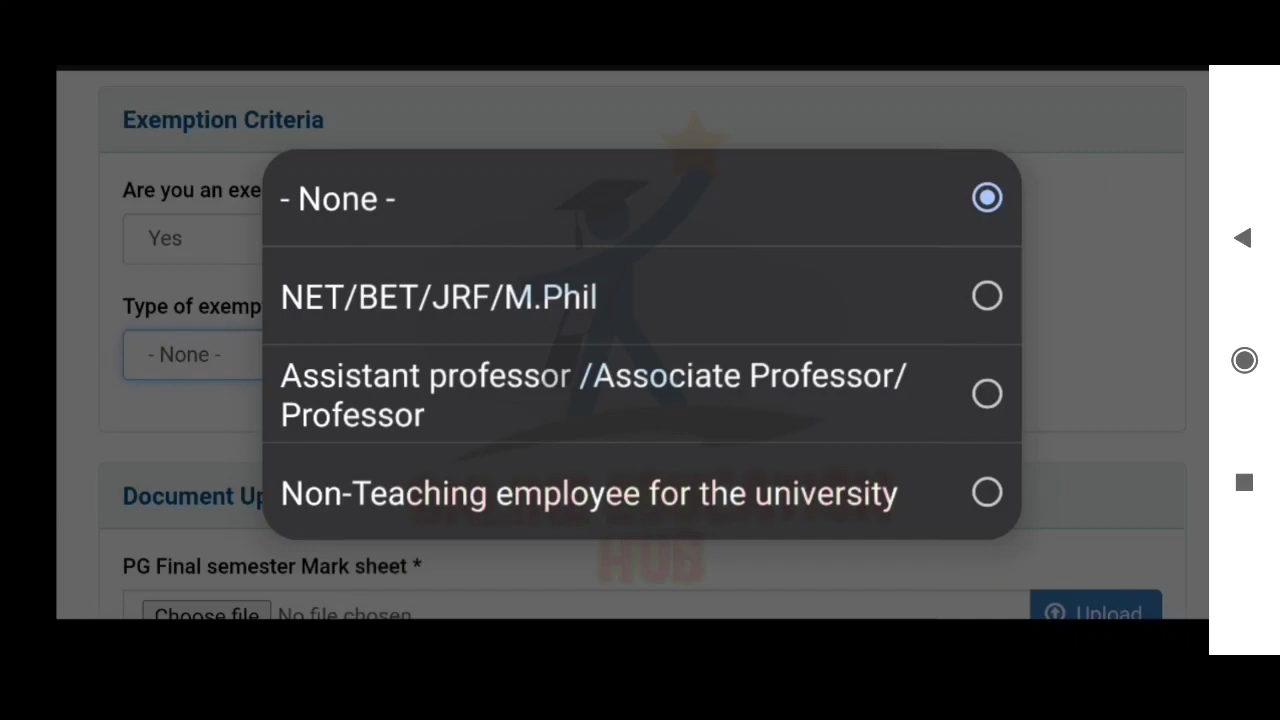 Exemption Criteria
Are you an exe
- None -
Yes
NET/BET/JRF/M.Phil
Type of exemp
- None -
Assistant professor /Associate Professor/
Professor
Document Up
Non-Teaching employee for the university
HUB
PG Final semester Mark sheet *
Choose file No file chosen
Upload